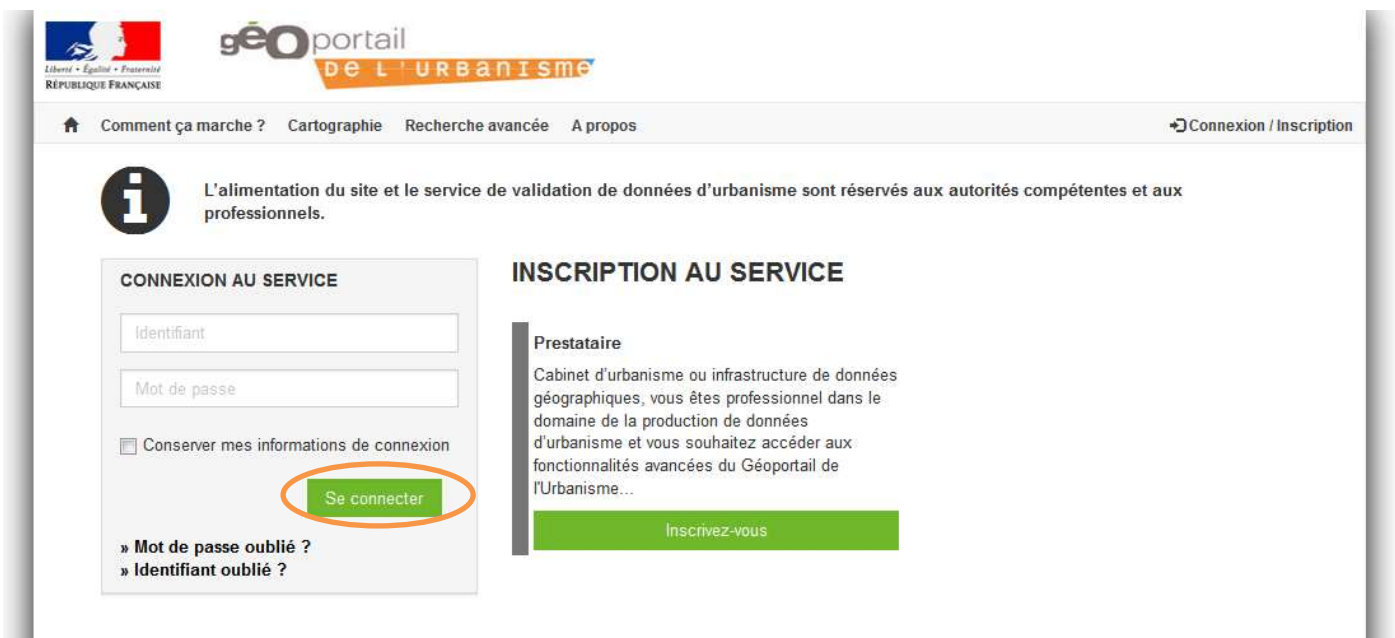 géoportail
DE L'URBANISME
Liberté • Égalité • Fraternité
RÉPUBLIQUE FRANÇAISE
Comment ça marche ? Cartographie Recherche avancée A propos Connexion / Inscription
L'alimentation du site et le service de validation de données d'urbanisme sont réservés aux autorités compétentes et aux
professionnels.
CONNEXION AU SERVICE
Identifiant
Mot de passe
Conserver mes informations de connexion
Se connecter
» Mot de passe oublié ?
» Identifiant oublié ?
INSCRIPTION AU SERVICE
Prestataire
Cabinet d'urbanisme ou infrastructure de données
géographiques, vous êtes professionnel dans le
domaine de la production de données
d'urbanisme et vous souhaitez accéder aux
fonctionnalités avancées du Géoportail de
l'Urbanisme...
Inscrivez-vous